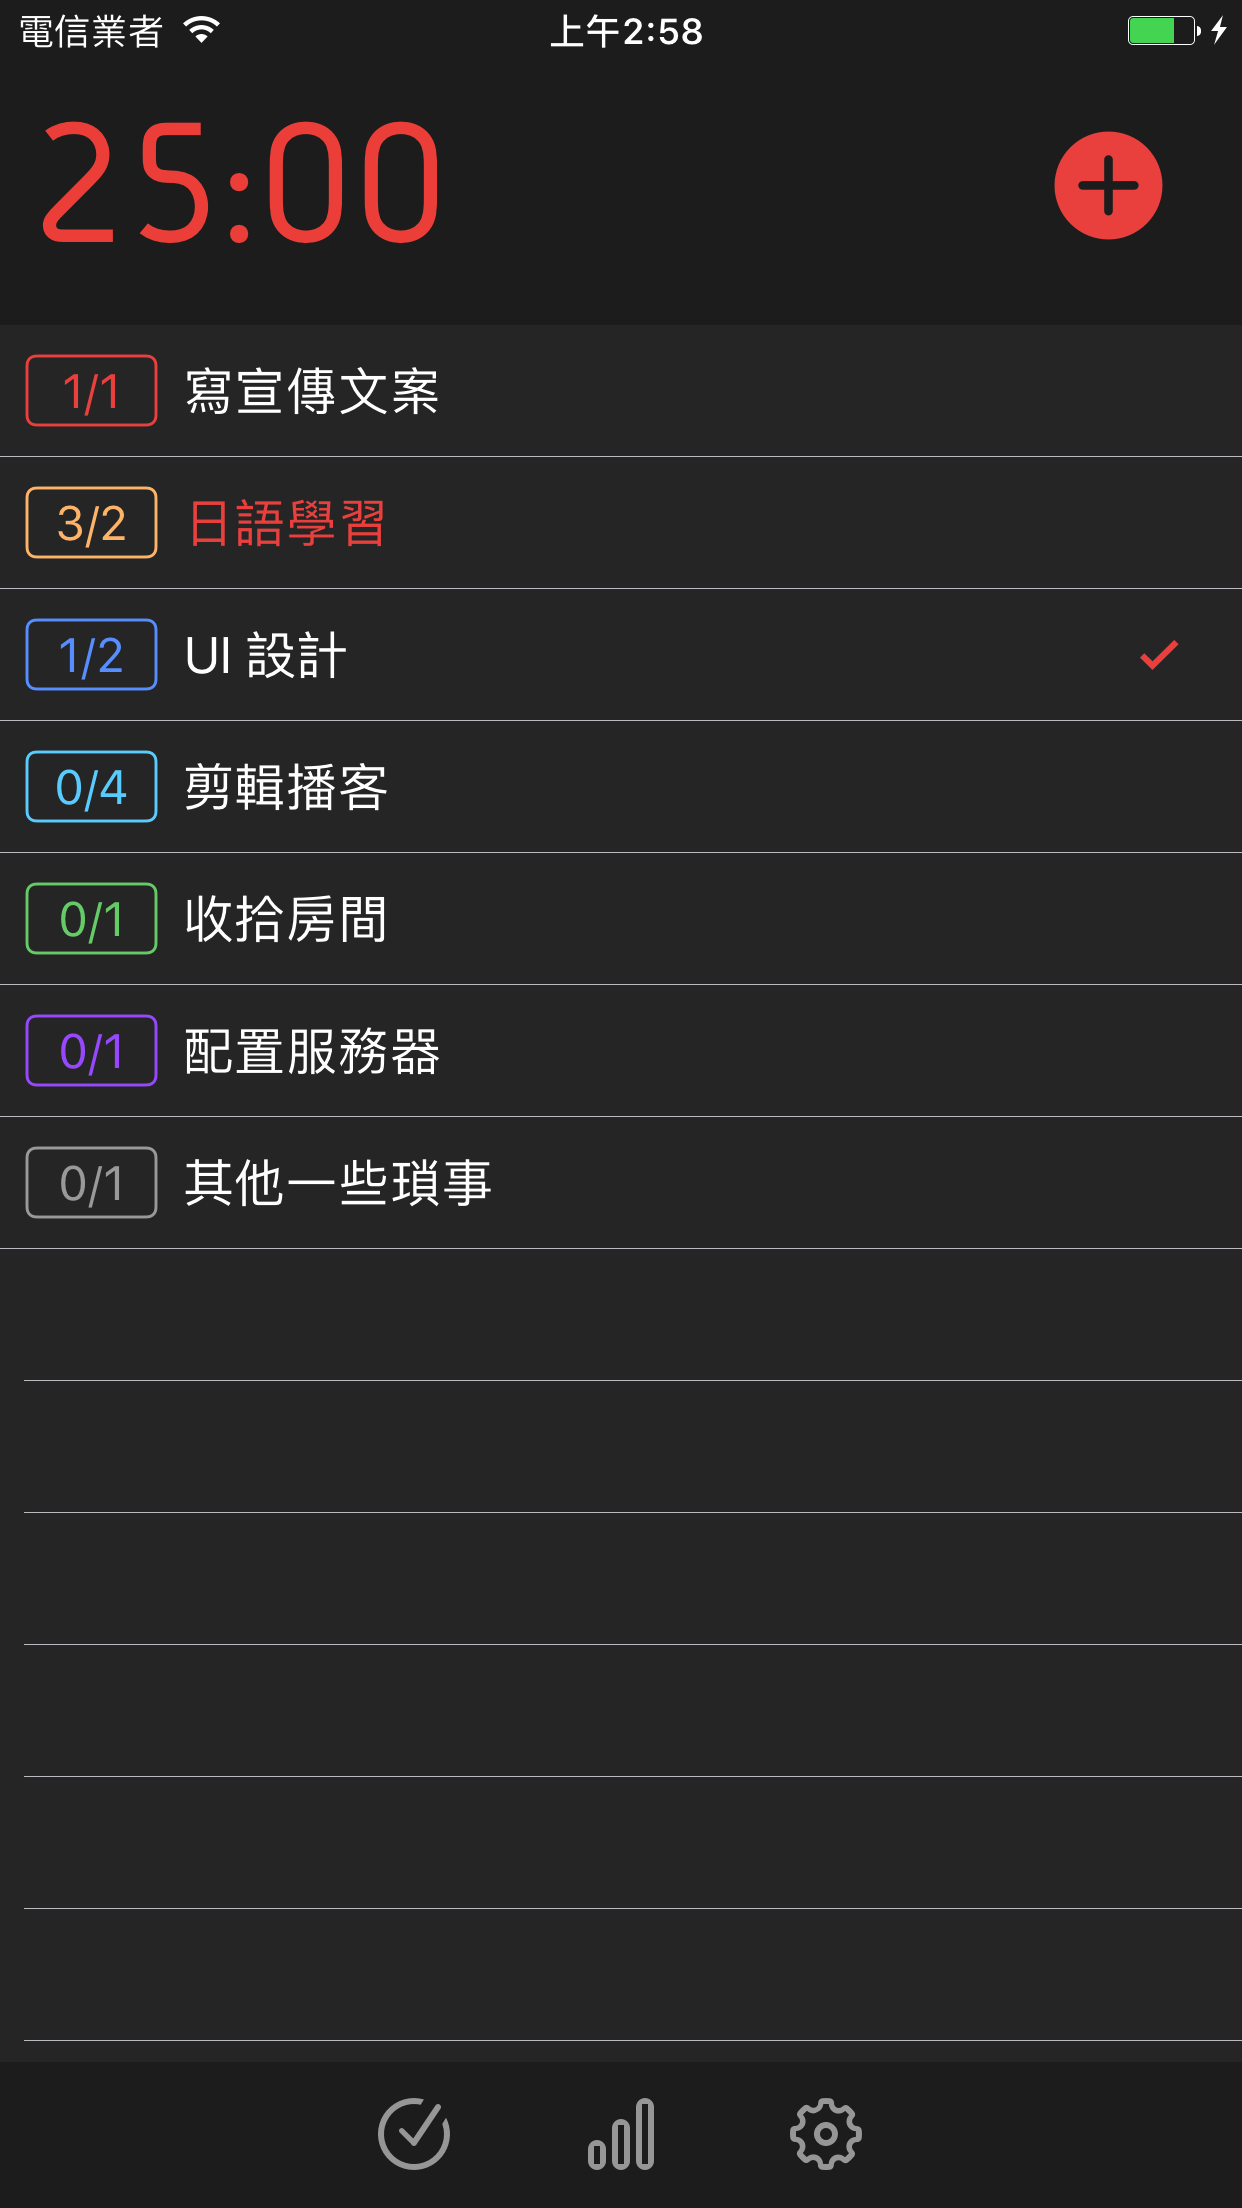 電信業者 上午2:58
25:00
1/1 寫宣傳文案
3/2 日語學習
1/2 UI 設計
0/4 剪輯播客
0/1 收拾房間
0/1 配置服務器
0/1 其他一些瑣事